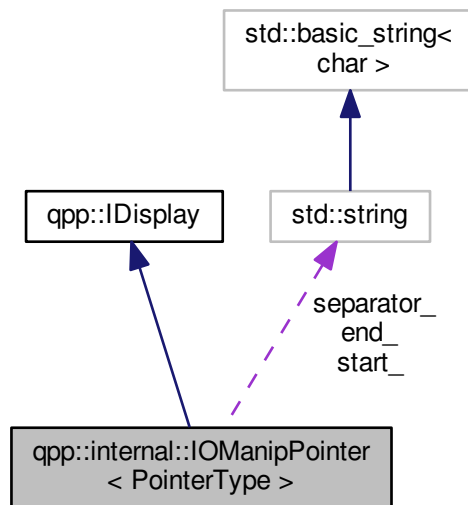 std::basic_string<
char >
qpp::IDisplay
std::string
separator_
end_
start_
qpp::internal::IOManipPointer
< PointerType >